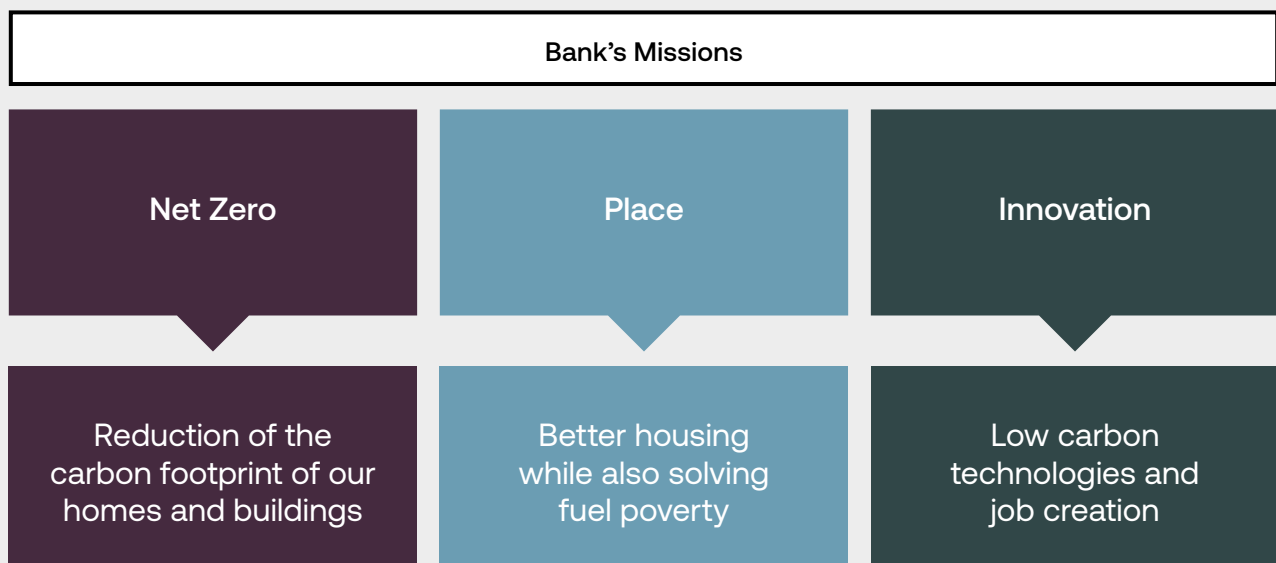 Bank’s Missions
Net Zero
Place
Innovation
Reduction of the
carbon footprint of our
homes and buildings
Better housing
while also solving
fuel poverty
Low carbon
technologies and
job creation